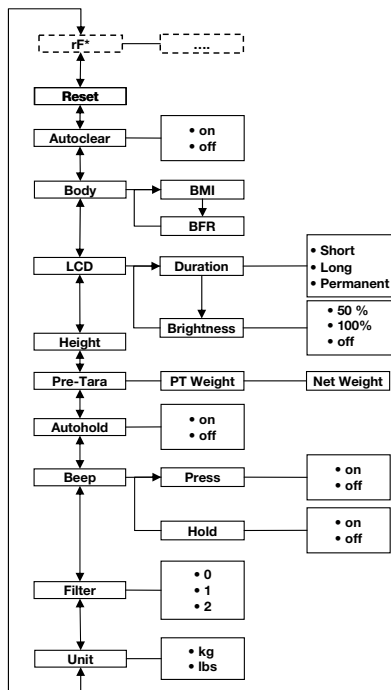 rF*
....
Reset
Autoclear
• on
• off
Body
BMI
BFR
LCD
Duration
• Short
• Long
• Permanent
Brightness
• 50 %
• 100%
• off
Height
Pre-Tara
PT Weight
Net Weight
Autohold
• on
• off
Beep
Press
• on
• off
Hold
• on
• off
Filter
• 0
• 1
• 2
Unit
• kg
• lbs